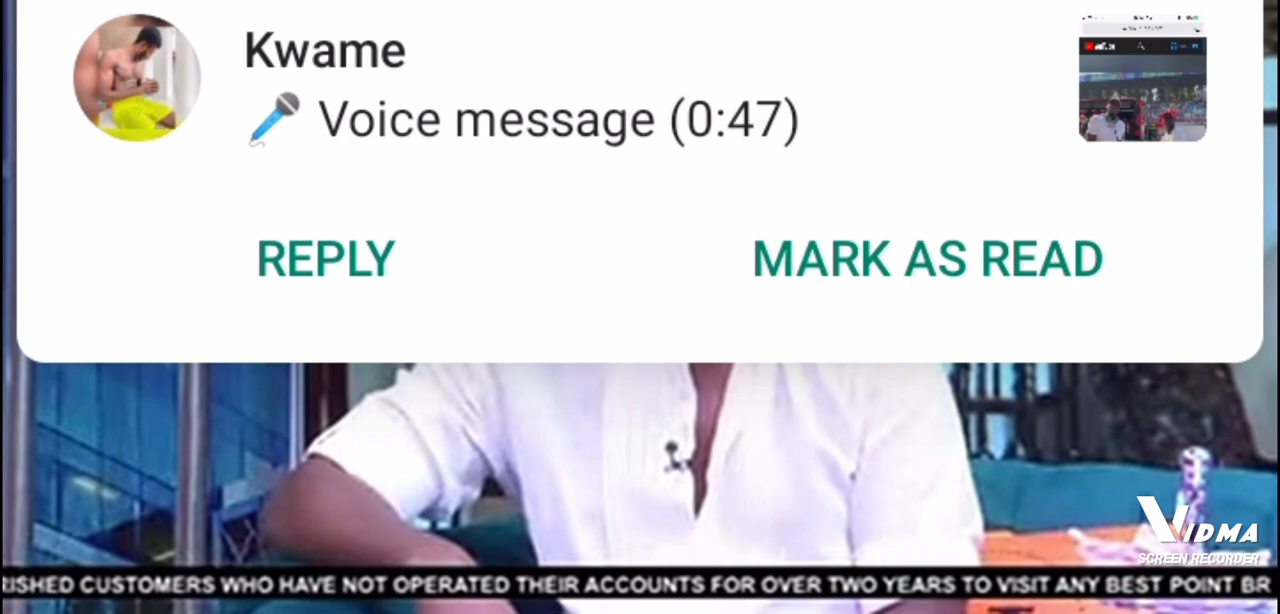 Kwame
🎤 Voice message (0:47)
REPLY
MARK AS READ
VIDMA
SCREEN RECORDER
RISHED CUSTOMERS WHO HAVE NOT OPERATED THEIR ACCOUNTS FOR OVER TWO YEARS TO VISIT ANY BEST POINT BR